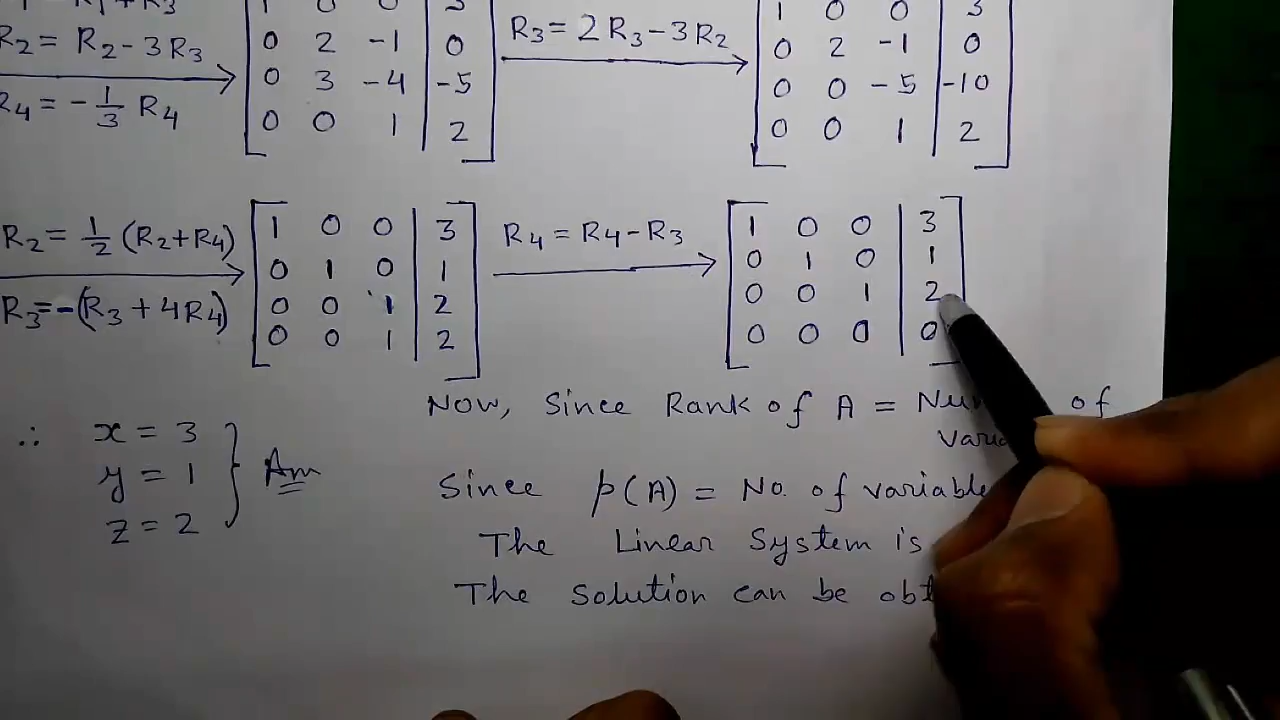 R2 = R2 - 3R3
R4 = - 1/3 R4
0 2 -1 | 0
0 3 -4 | -5
0 0 1 | 2
R3 = 2R3 - 3R2
1 0 0 | 3
0 2 -1 | 0
0 0 -5 | -10
0 0 1 | 2
R2 = 1/2 (R2 + R4)
R3 = -(R3 + 4R4)
1 0 0 | 3
0 1 0 | 1
0 0 1 | 2
0 0 1 | 2
R4 = R4 - R3
1 0 0 | 3
0 1 0 | 1
0 0 1 | 2
0 0 0 | 0
Now, Since Rank of A = of
∴ x = 3
y = 1
z = 2
Ans
Since ρ(A) = No. of variable
The Linear System is
The Solution can be